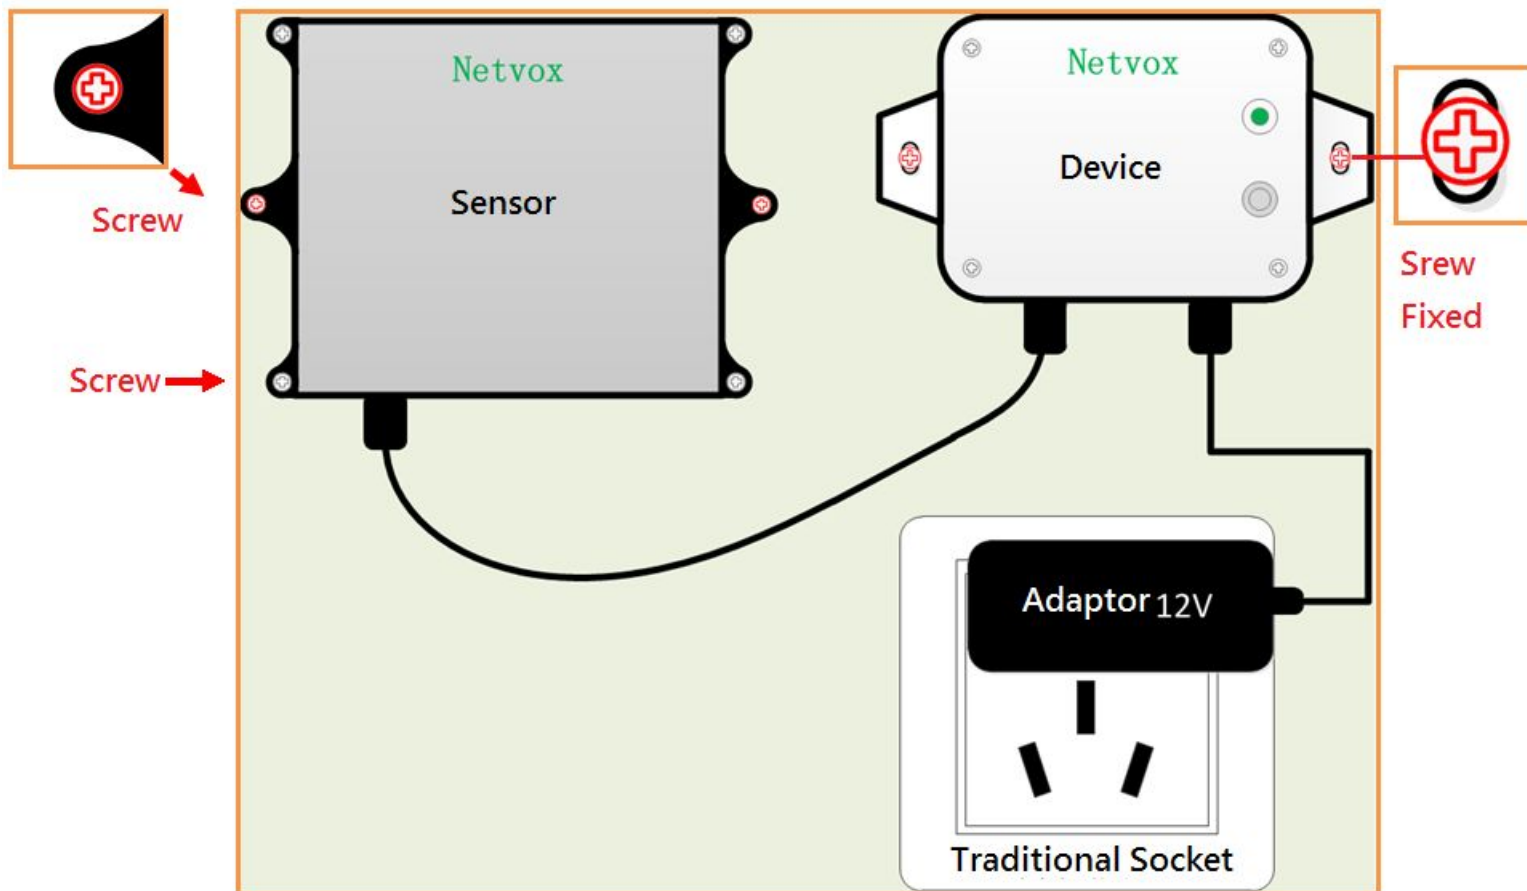 Netvox
Netvox
Device
Sensor
Screw
Srew
Fixed
Screw
Adaptor 12V
Traditional Socket